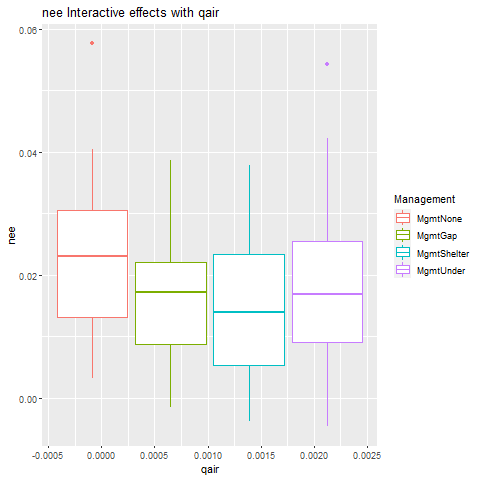 nee Interactive effects with qair
0.06
0.04
0.02
0.00
nee
-0.0005 0.0000 0.0005 0.0010 0.0015 0.0020 0.0025
qair
Management
MgmtNone
MgmtGap
MgmtShelter
MgmtUnder